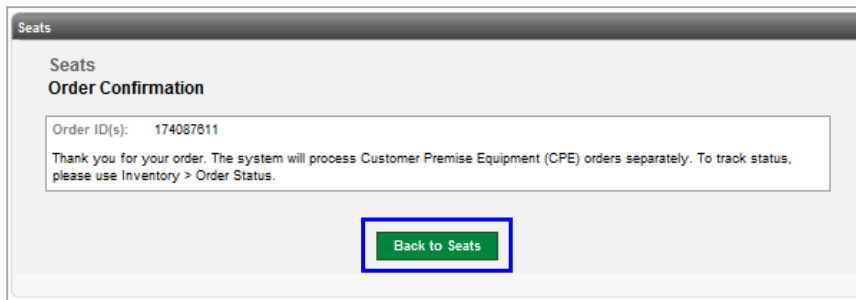 Seats
Seats
Order Confirmation
Order ID(s): 174087611
Thank you for your order. The system will process Customer Premise Equipment (CPE) orders separately. To track status,
please use Inventory > Order Status.
Back to Seats